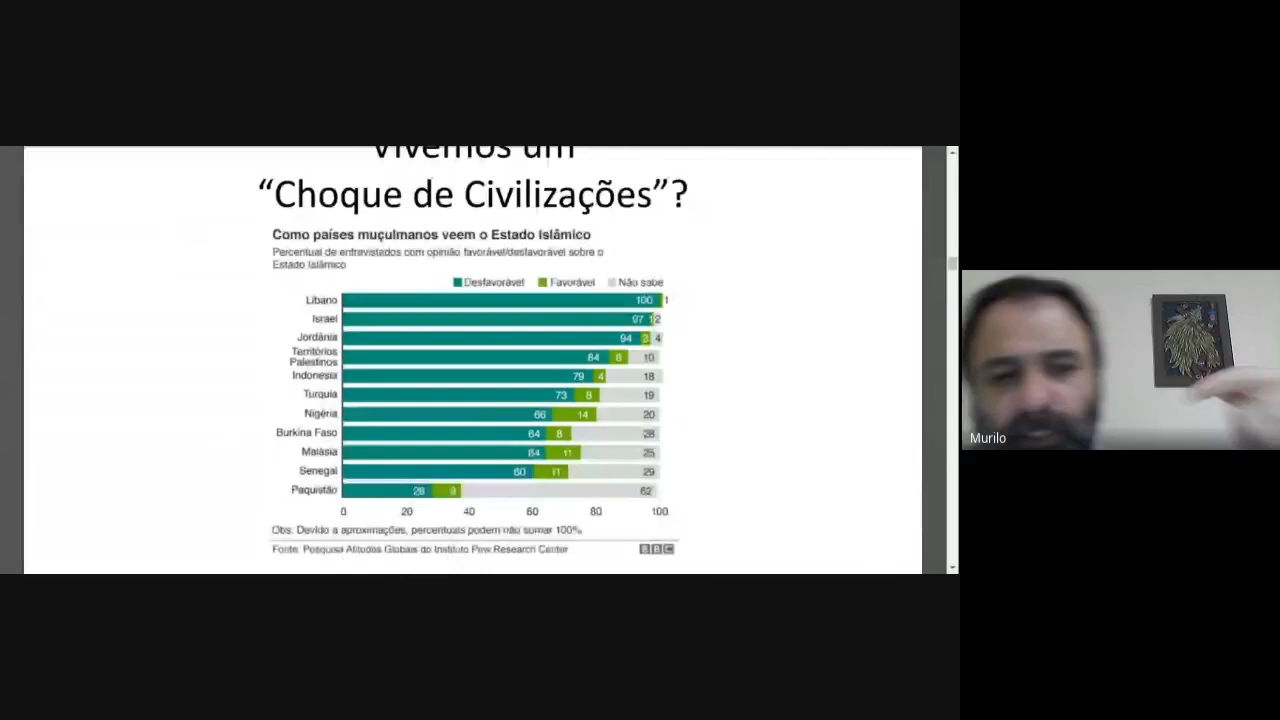 Vivemos um
“Choque de Civilizações”?
Como países muçulmanos veem o Estado Islâmico
Percentual de entrevistados com opinião favorável/desfavorável sobre o
Estado Islâmico
Desfavorável Favorável Não sabe
Líbano 100 1
Israel 97 1 2
Jordânia 94 3 4
Territórios
Palestinos 84 6 10
Indonesia 79 4 18
Turquia 73 8 19
Nigéria 66 14 20
Burkina Faso 64 8 28
Malásia 64 11 25
Senegal 60 11 29
Paquistão 28 9 62
0 20 40 60 80 100
Obs: Devido a aproximações, percentuais podem não somar 100%
Fonte: Pesquisa Atitudes Globais do Instituto Pew Research Center BBC
Murilo